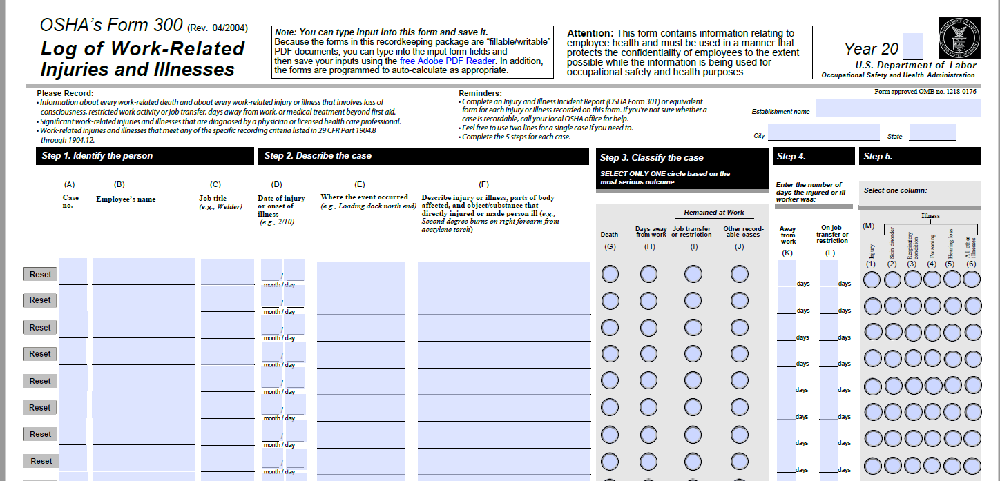 OSHA's Form 300 (Rev. 04/2004)
Log of Work-Related
Injuries and Illnesses
Note: You can type input into this form and save it.
Because the forms in this recordkeeping package are “fillable/writable”
PDF documents, you can type into the input form fields and
then save your inputs using the free Adobe PDF Reader. In addition,
the forms are programmed to auto-calculate as appropriate.
Attention: This form contains information relating to
employee health and must be used in a manner that
protects the confidentiality of employees to the extent
possible while the information is being used for
occupational safety and health purposes.
Year 20
U.S. Department of Labor
Occupational Safety and Health Administration
Form approved OMB no. 1218-0176
Please Record:
• Information about every work-related death and about every work-related injury or illness that involves loss of
consciousness, restricted work activity or job transfer, days away from work, or medical treatment beyond first aid.
• Significant work-related injuries and illnesses that are diagnosed by a physician or licensed health care professional.
• Work-related injuries and illnesses that meet any of the specific recording criteria listed in 29 CFR Part 1904.8
through 1904.12.
Reminders:
• Complete an Injury and Illness Incident Report (OSHA Form 301) or equivalent
form for each injury or illness recorded on this form. If you're not sure whether a
case is recordable, call your local OSHA office for help.
• Feel free to use two lines for a single case if you need to.
• Complete the 5 steps for each case.
Establishment name
City
State
Step 1. Identify the person
Step 2. Describe the case
Step 3. Classify the case
SELECT ONLY ONE circle based on the
most serious outcome:
Step 4.
Enter the number of
days the injured or ill
worker was:
Step 5.
Select one column:
(A)
Case
no.
(B)
Employee's name
(C)
Job title
(e.g., Welder)
(D)
Date of injury
or onset of
illness
(e.g., 2/10)
(E)
Where the event occurred
(e.g., Loading dock north end)
(F)
Describe injury or illness, parts of body
affected, and object/substance that
directly injured or made person ill (e.g.,
Second degree burns on right forearm from
acetylene torch)
Remained at Work
Death
(G)
Days away
from work
(H)
Job transfer
or restriction
(I)
Other record-
able cases
(J)
Away
from
work
(K)
On job
transfer or
restriction
(L)
(M)
Illness
Injury
(1)
Skin disorder
(2)
Respiratory
condition
(3)
Poisoning
(4)
Hearing loss
(5)
All other
illnesses
(6)
Reset / month / day days days
Reset / month / day days days
Reset / month / day days days
Reset / month / day days days
Reset / month / day days days
Reset / month / day days days
Reset / month / day days days
Reset / month / day days days